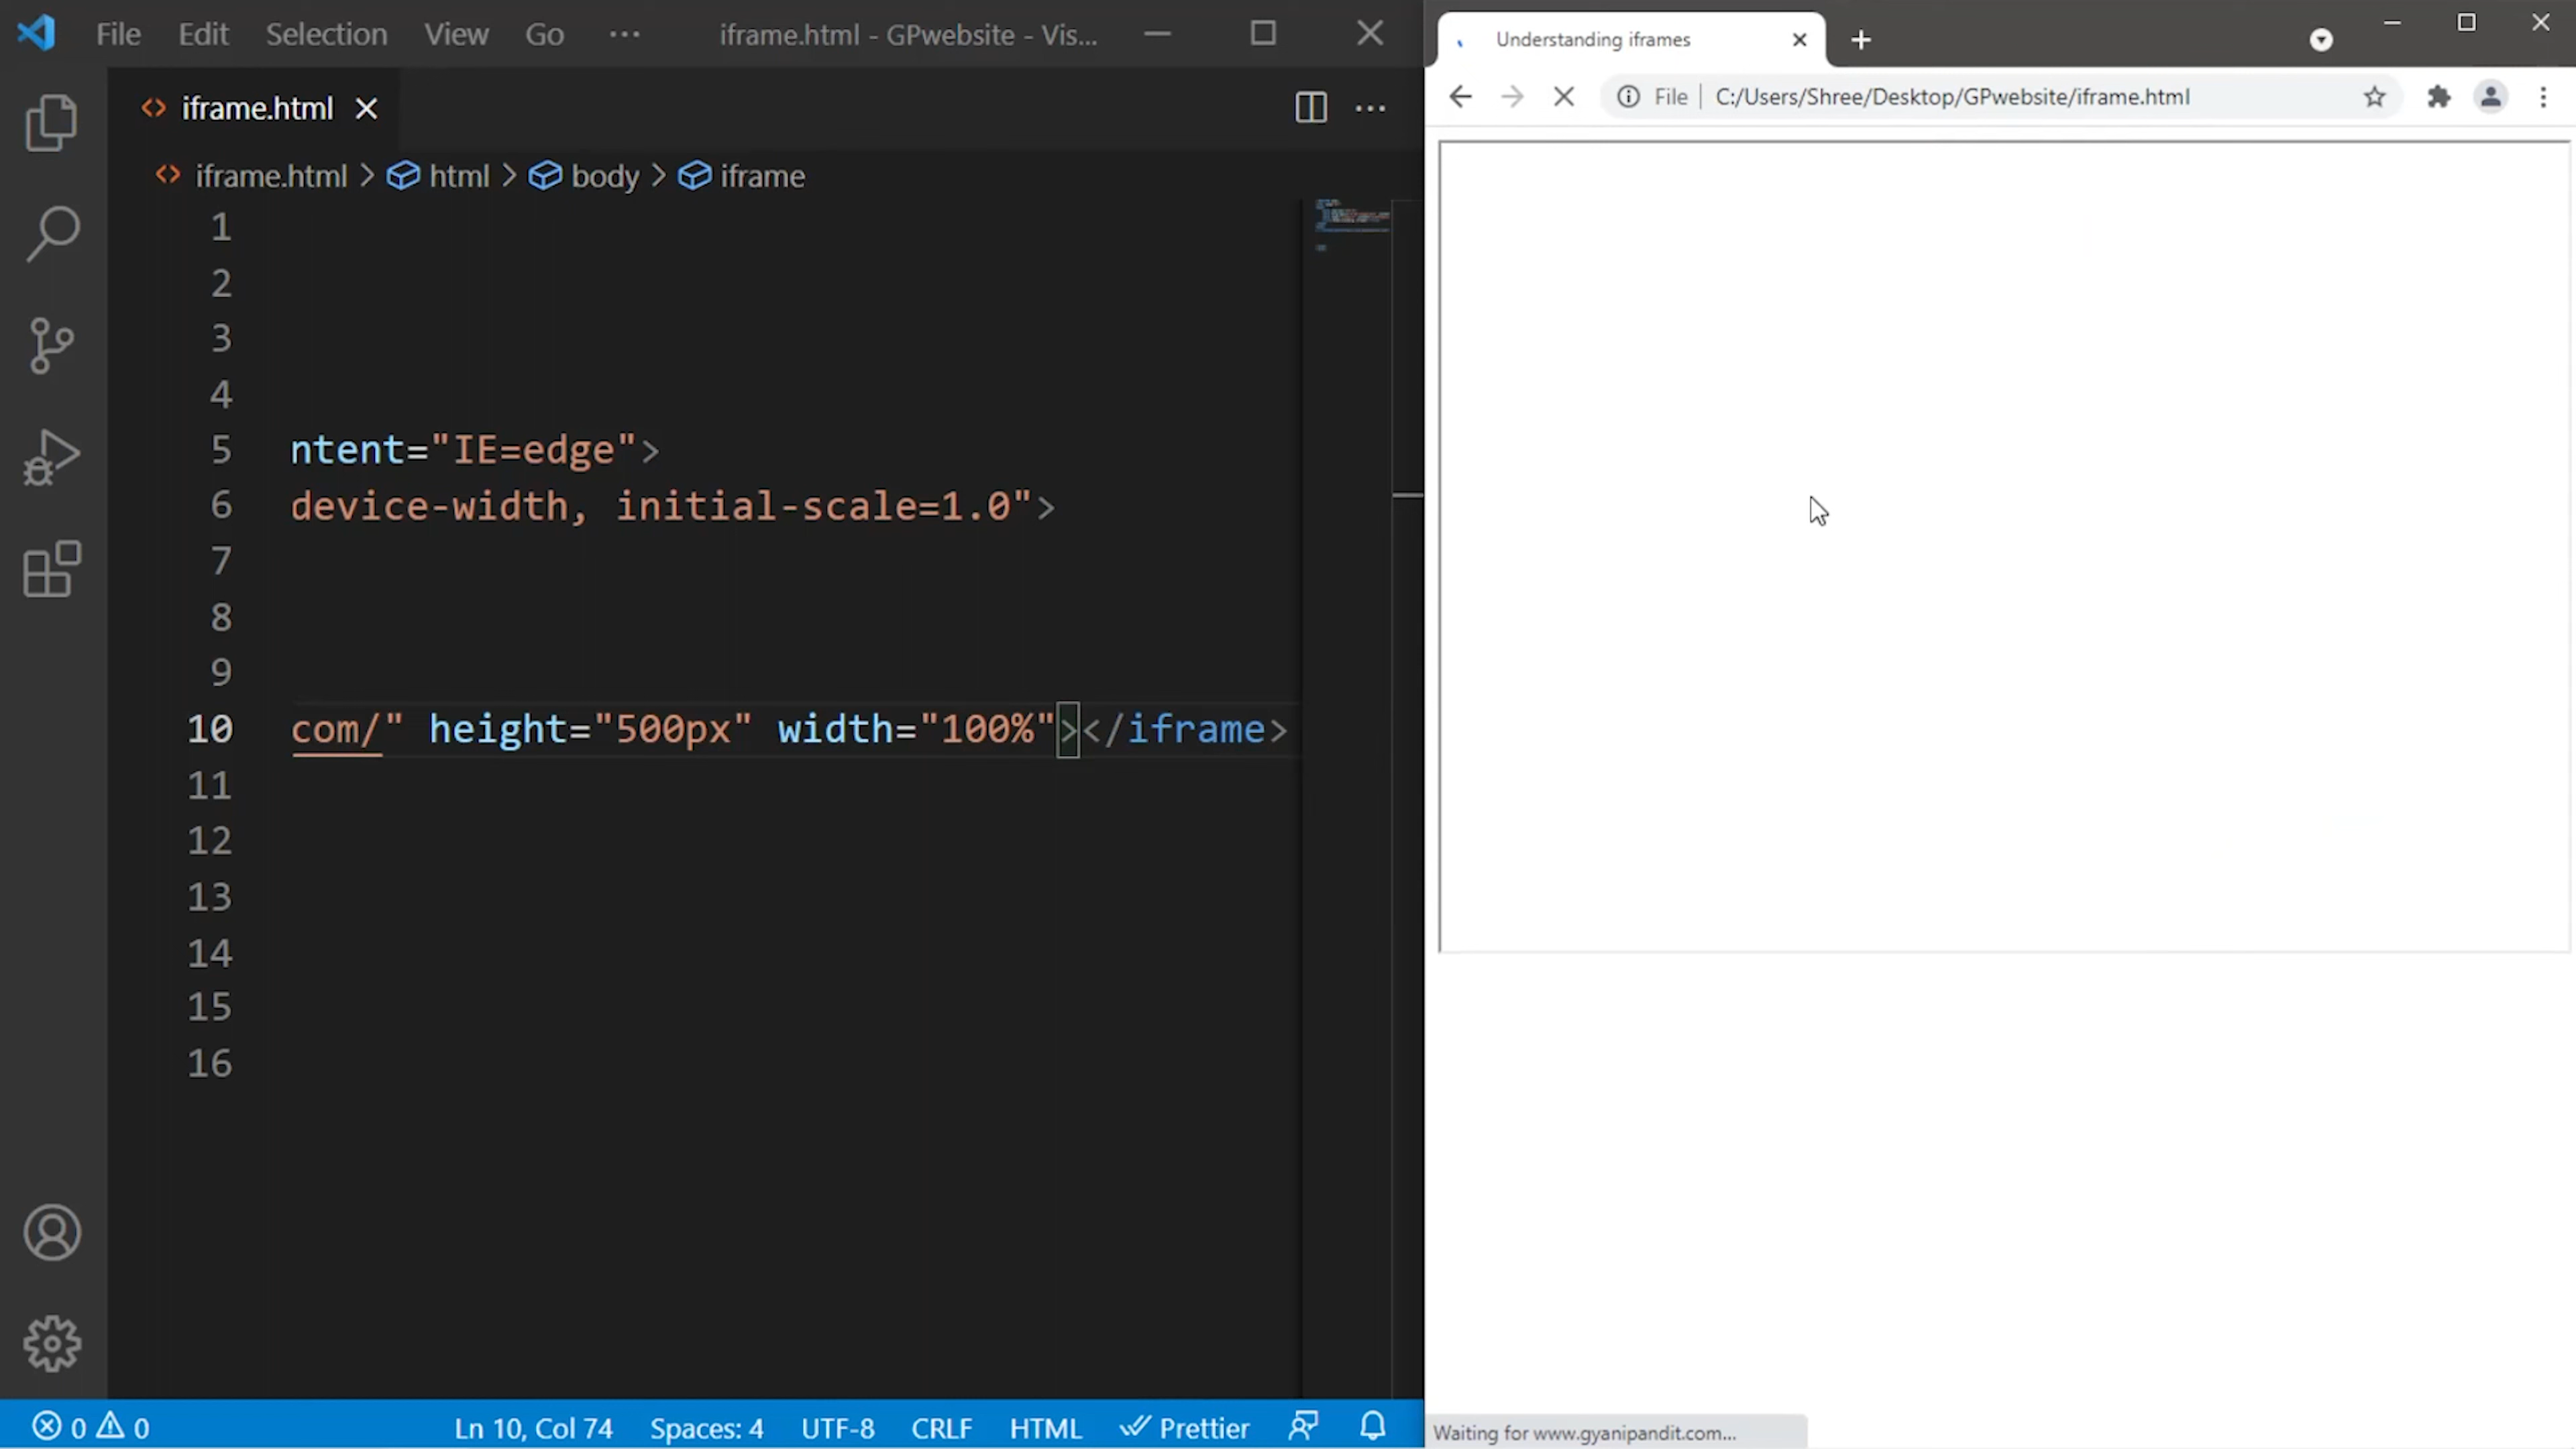 File Edit Selection View Go ··· iframe.html - GPwebsite - Vis...
iframe.html
iframe.html > html > body > iframe
1
2
3
4
5 ntent="IE=edge">
6 device-width, initial-scale=1.0">
7
8
9
10 com/" height="500px" width="100%"></iframe>
11
12
13
14
15
16
0 0 Ln 10, Col 74 Spaces: 4 UTF-8 CRLF HTML Prettier
Understanding iframes
File C:/Users/Shree/Desktop/GPwebsite/iframe.html
Waiting for www.gyanipandit.com...